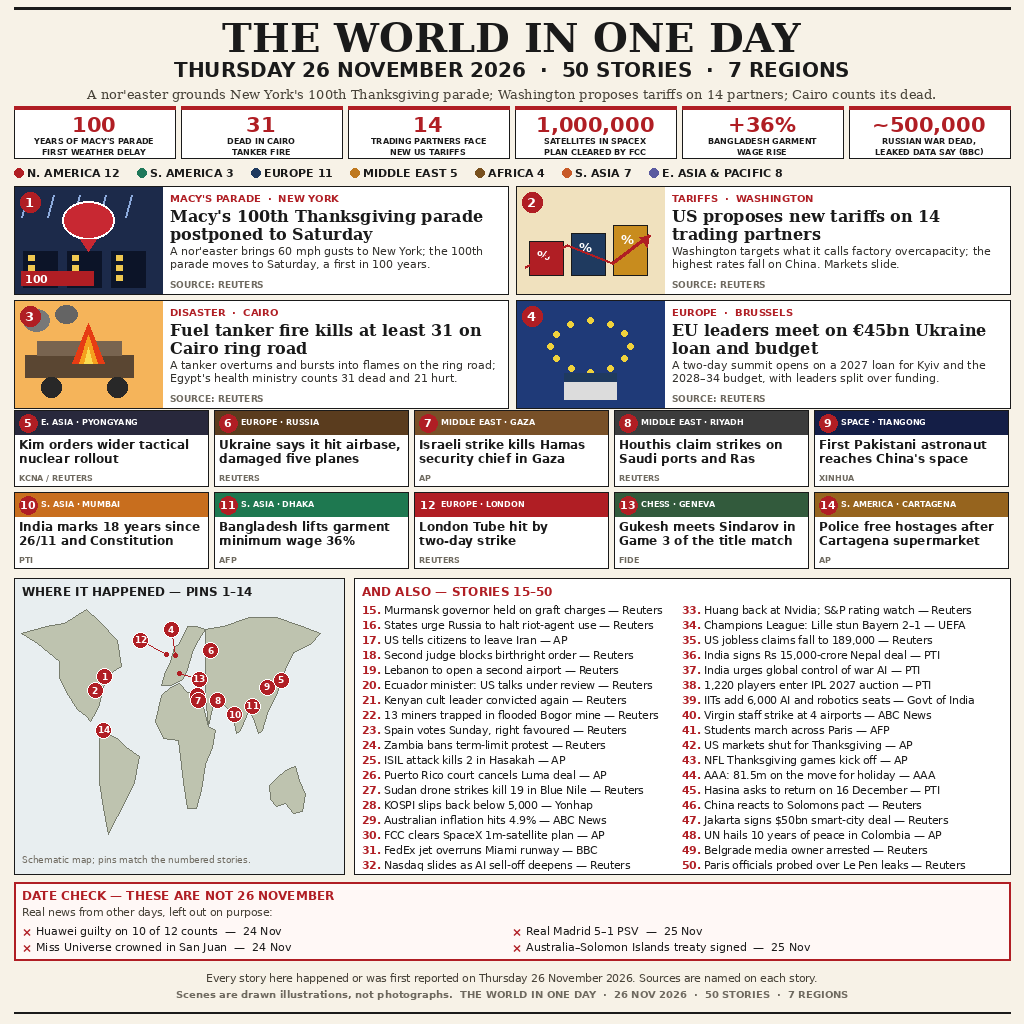 THE WORLD IN ONE DAY
THURSDAY 26 NOVEMBER 2026 · 50 STORIES · 7 REGIONS
A nor'easter grounds New York's 100th Thanksgiving parade; Washington proposes tariffs on 14 partners; Cairo counts its dead.
100
YEARS OF MACY'S PARADE
FIRST WEATHER DELAY
31
DEAD IN CAIRO
TANKER FIRE
14
TRADING PARTNERS FACE
NEW US TARIFFS
1,000,000
SATELLITES IN SPACEX
PLAN CLEARED BY FCC
+36%
BANGLADESH GARMENT
WAGE RISE
~500,000
RUSSIAN WAR DEAD,
LEAKED DATA SAY (BBC)
N. AMERICA 12
S. AMERICA 3
EUROPE 11
MIDDLE EAST 5
AFRICA 4
S. ASIA 7
E. ASIA & PACIFIC 8
1
100
MACY'S PARADE · NEW YORK
Macy's 100th Thanksgiving parade
postponed to Saturday
A nor'easter brings 60 mph gusts to New York; the 100th
parade moves to Saturday, a first in 100 years.
SOURCE: REUTERS
2
%
%
%
TARIFFS · WASHINGTON
US proposes new tariffs on 14
trading partners
Washington targets what it calls factory overcapacity; the
highest rates fall on China. Markets slide.
SOURCE: REUTERS
3
DISASTER · CAIRO
Fuel tanker fire kills at least 31 on
Cairo ring road
A tanker overturns and bursts into flames on the ring road;
Egypt's health ministry counts 31 dead and 21 hurt.
SOURCE: REUTERS
4
EUROPE · BRUSSELS
EU leaders meet on €45bn Ukraine
loan and budget
A two-day summit opens on a 2027 loan for Kyiv and the
2028–34 budget, with leaders split over funding.
SOURCE: REUTERS
5 E. ASIA · PYONGYANG
Kim orders wider tactical
nuclear rollout
KCNA / REUTERS
6 EUROPE · RUSSIA
Ukraine says it hit airbase,
damaged five planes
REUTERS
7 MIDDLE EAST · GAZA
Israeli strike kills Hamas
security chief in Gaza
AP
8 MIDDLE EAST · RIYADH
Houthis claim strikes on
Saudi ports and Ras
REUTERS
9 SPACE · TIANGONG
First Pakistani astronaut
reaches China's space
XINHUA
10 S. ASIA · MUMBAI
India marks 18 years since
26/11 and Constitution
PTI
11 S. ASIA · DHAKA
Bangladesh lifts garment
minimum wage 36%
AFP
12 EUROPE · LONDON
London Tube hit by
two-day strike
REUTERS
13 CHESS · GENEVA
Gukesh meets Sindarov in
Game 3 of the title match
FIDE
14 S. AMERICA · CARTAGENA
Police free hostages after
Cartagena supermarket
AP
WHERE IT HAPPENED — PINS 1–14
4
12
6
1
2
13
7
8
9
5
10
11
14
Schematic map; pins match the numbered stories.
AND ALSO — STORIES 15–50
15. Murmansk governor held on graft charges — Reuters
16. States urge Russia to halt riot-agent use — Reuters
17. US tells citizens to leave Iran — AP
18. Second judge blocks birthright order — Reuters
19. Lebanon to open a second airport — Reuters
20. Ecuador minister: US talks under review — Reuters
21. Kenyan cult leader convicted again — Reuters
22. 13 miners trapped in flooded Bogor mine — Reuters
23. Spain votes Sunday, right favoured — Reuters
24. Zambia bans term-limit protest — Reuters
25. ISIL attack kills 2 in Hasakah — AP
26. Puerto Rico court cancels Luma deal — AP
27. Sudan drone strikes kill 19 in Blue Nile — Reuters
28. KOSPI slips back below 5,000 — Yonhap
29. Australian inflation hits 4.9% — ABC News
30. FCC clears SpaceX 1m-satellite plan — AP
31. FedEx jet overruns Miami runway — BBC
32. Nasdaq slides as AI sell-off deepens — Reuters
33. Huang back at Nvidia; S&P rating watch — Reuters
34. Champions League: Lille stun Bayern 2–1 — UEFA
35. US jobless claims fall to 189,000 — Reuters
36. India signs Rs 15,000-crore Nepal deal — PTI
37. India urges global control of war AI — PTI
38. 1,220 players enter IPL 2027 auction — PTI
39. IITs add 6,000 AI and robotics seats — Govt of India
40. Virgin staff strike at 4 airports — ABC News
41. Students march across Paris — AFP
42. US markets shut for Thanksgiving — AP
43. NFL Thanksgiving games kick off — AP
44. AAA: 81.5m on the move for holiday — AAA
45. Hasina asks to return on 16 December — PTI
46. China reacts to Solomons pact — Reuters
47. Jakarta signs $50bn smart-city deal — Reuters
48. UN hails 10 years of peace in Colombia — AP
49. Belgrade media owner arrested — Reuters
50. Paris officials probed over Le Pen leaks — Reuters
DATE CHECK — THESE ARE NOT 26 NOVEMBER
Real news from other days, left out on purpose:
× Huawei guilty on 10 of 12 counts — 24 Nov
× Miss Universe crowned in San Juan — 24 Nov
× Real Madrid 5–1 PSV — 25 Nov
× Australia–Solomon Islands treaty signed — 25 Nov
Every story here happened or was first reported on Thursday 26 November 2026. Sources are named on each story.
Scenes are drawn illustrations, not photographs. THE WORLD IN ONE DAY · 26 NOV 2026 · 50 STORIES · 7 REGIONS